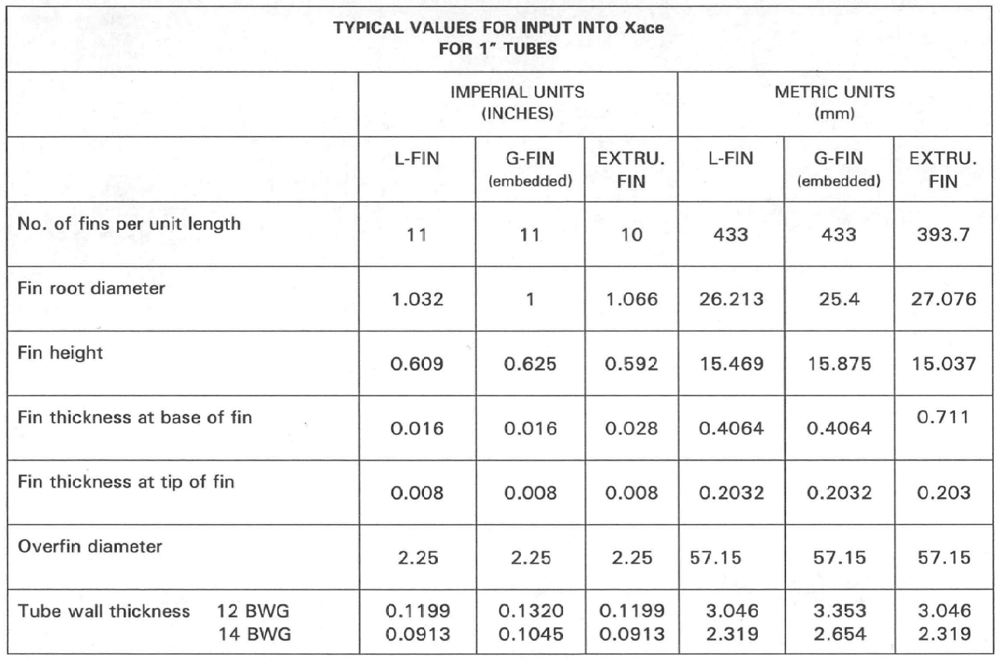 TYPICAL VALUES FOR INPUT INTO Xace
FOR 1" TUBES
IMPERIAL UNITS METRIC UNITS
(INCHES) (mm)
L-FIN G-FIN EXTRU. L-FIN G-FIN EXTRU.
(embedded) FIN (embedded) FIN
No. of fins per unit length 11 11 10 433 433 393.7
Fin root diameter 1.032 1 1.066 26.213 25.4 27.076
Fin height 0.609 0.625 0.592 15.469 15.875 15.037
Fin thickness at base of fin 0.016 0.016 0.028 0.4064 0.4064 0.711
Fin thickness at tip of fin 0.008 0.008 0.008 0.2032 0.2032 0.203
Overfin diameter 2.25 2.25 2.25 57.15 57.15 57.15
Tube wall thickness 12 BWG 0.1199 0.1320 0.1199 3.046 3.353 3.046
14 BWG 0.0913 0.1045 0.0913 2.319 2.654 2.319